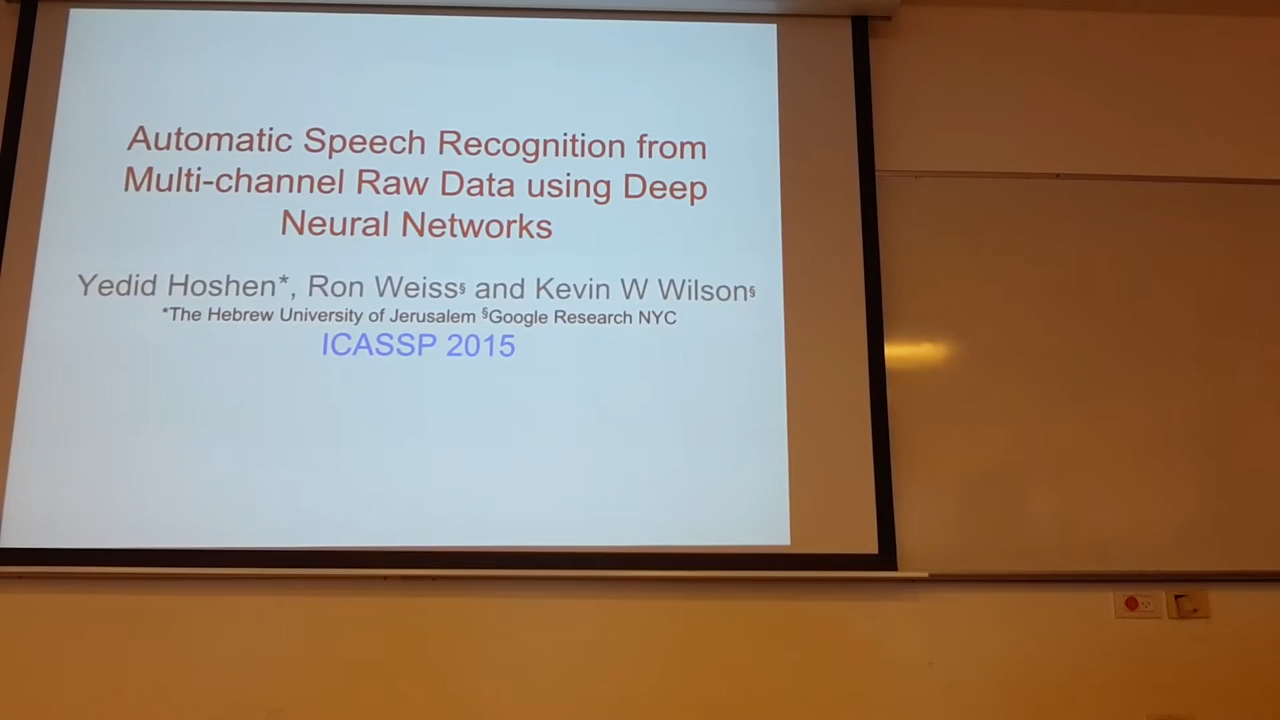 Automatic Speech Recognition from
Multi-channel Raw Data using Deep
Neural Networks
Yedid Hoshen*, Ron Weiss§ and Kevin W Wilson§
*The Hebrew University of Jerusalem §Google Research NYC
ICASSP 2015